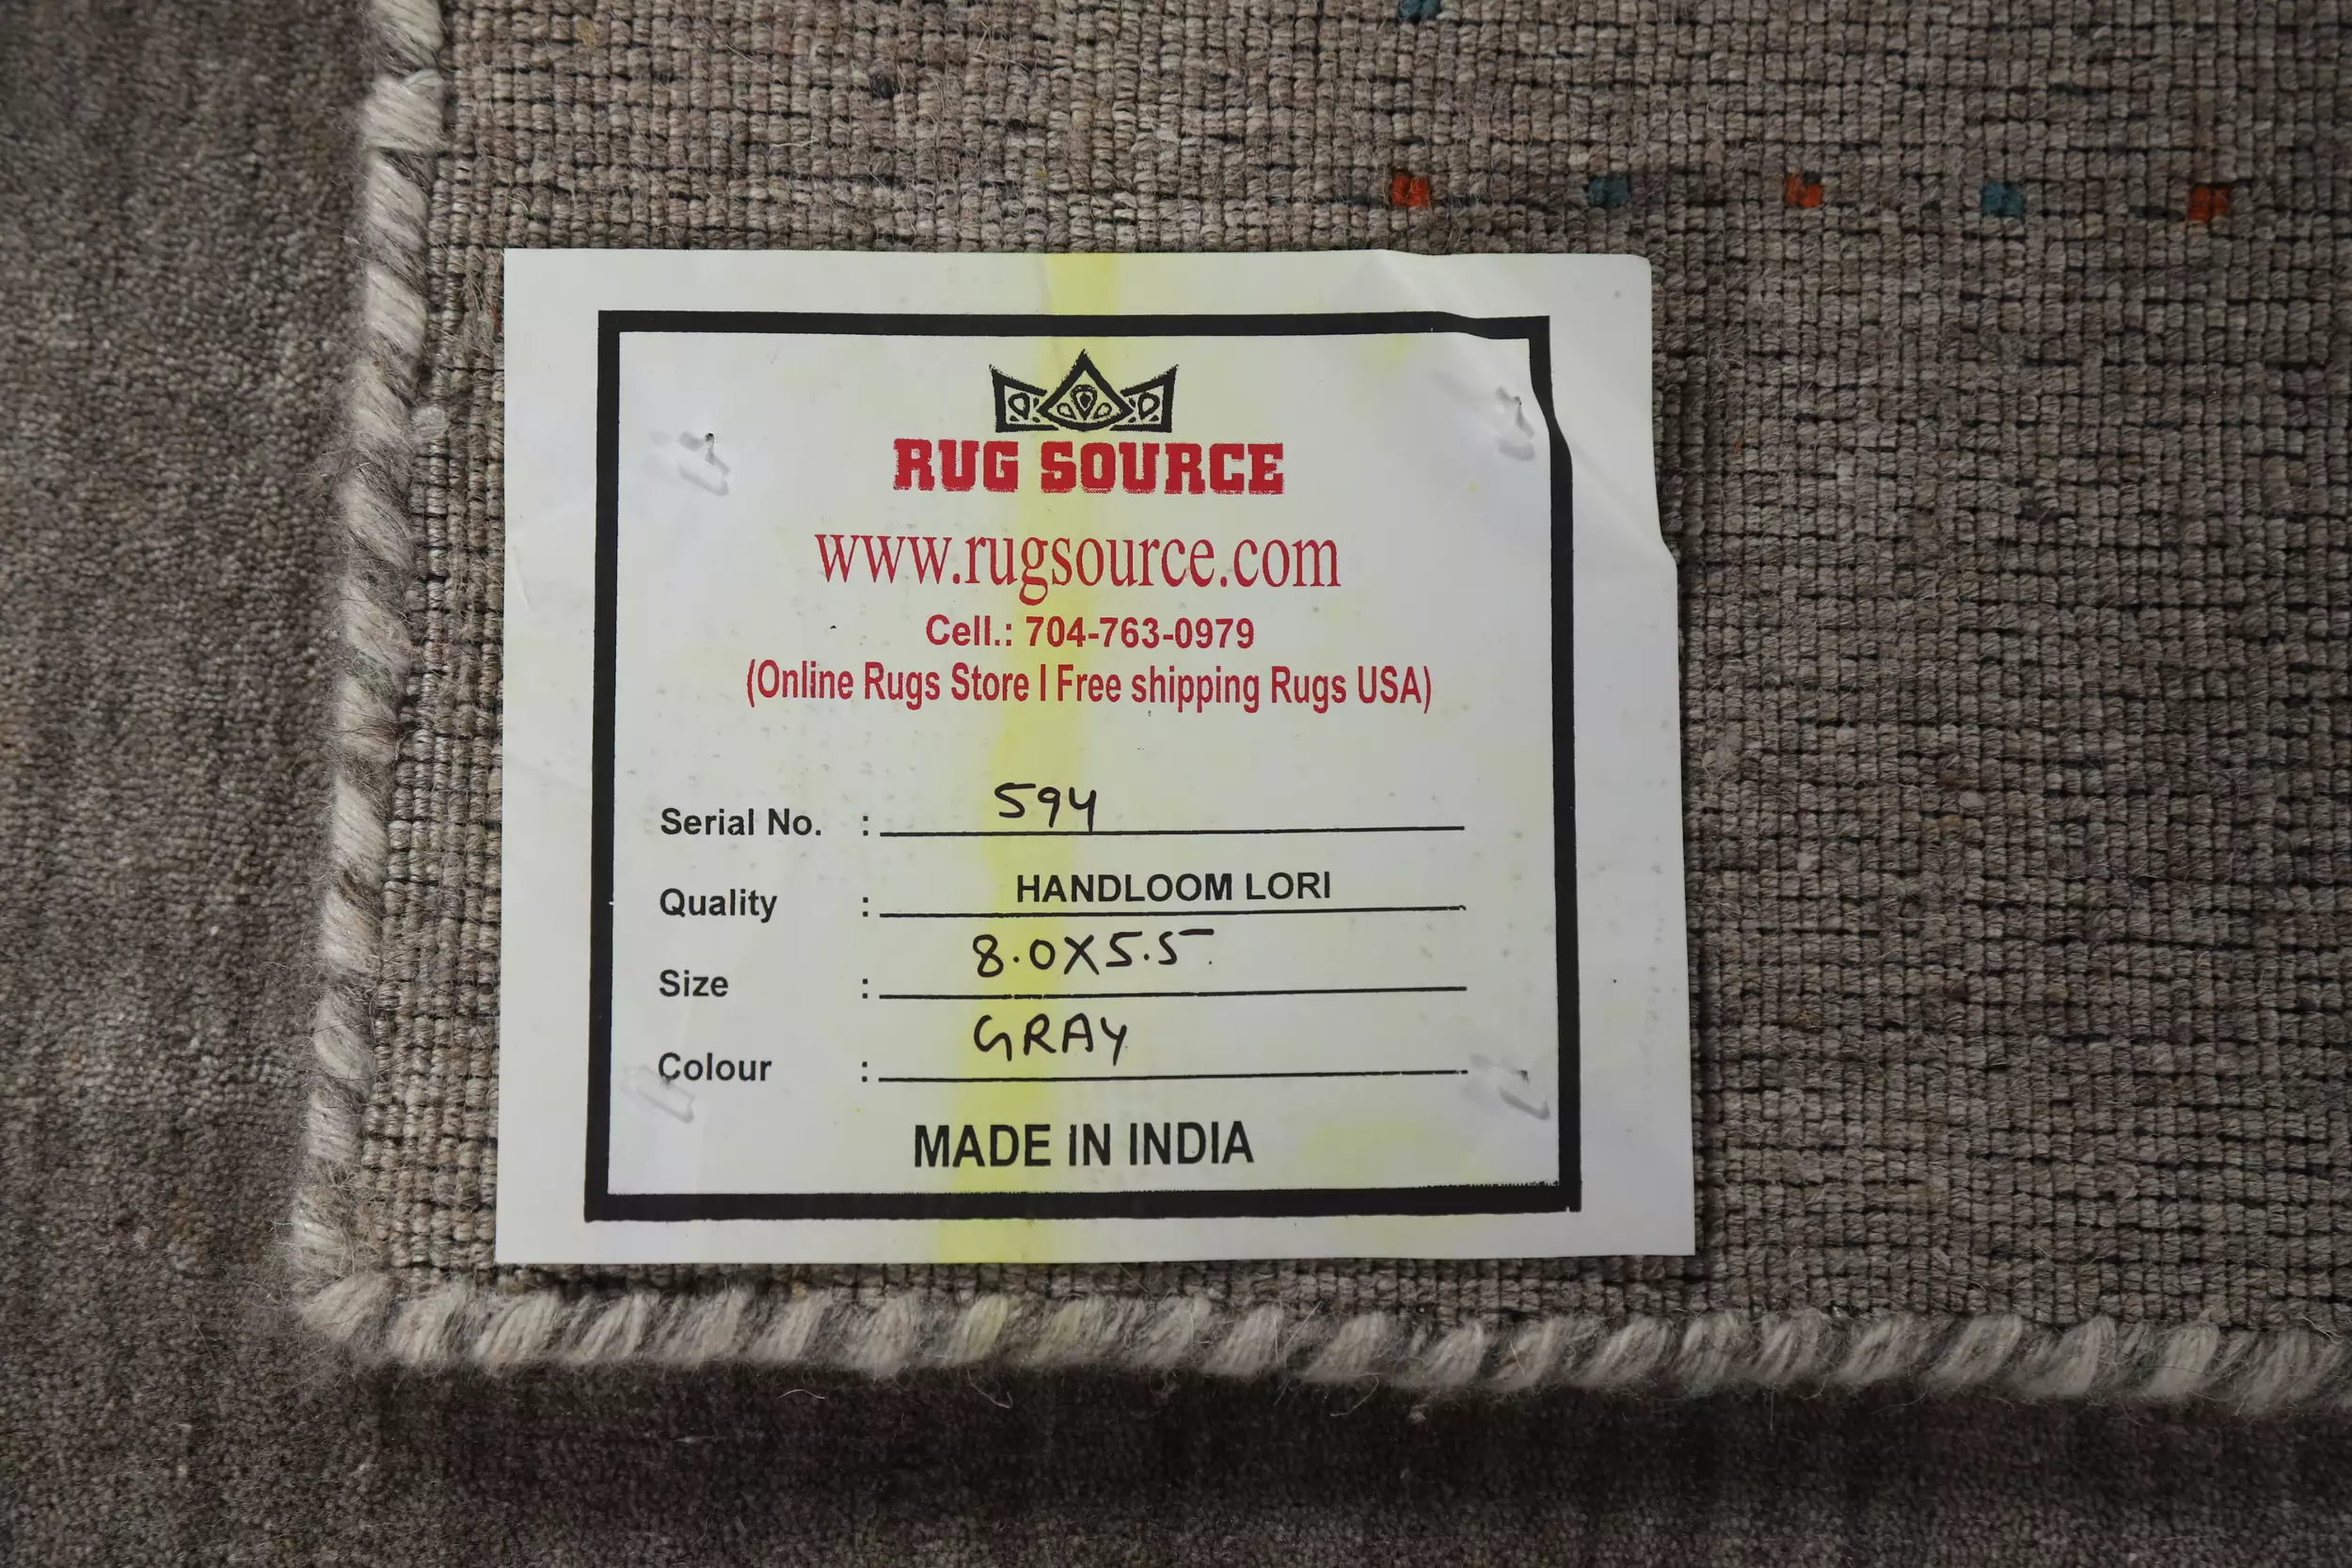 RUG SOURCE
www.rugsource.com
Cell.: 704-763-0979
(Online Rugs Store | Free shipping Rugs USA)
Serial No. : 594
Quality : HANDLOOM LORI
Size : 8.0X5.5
Colour : GRAY
MADE IN INDIA